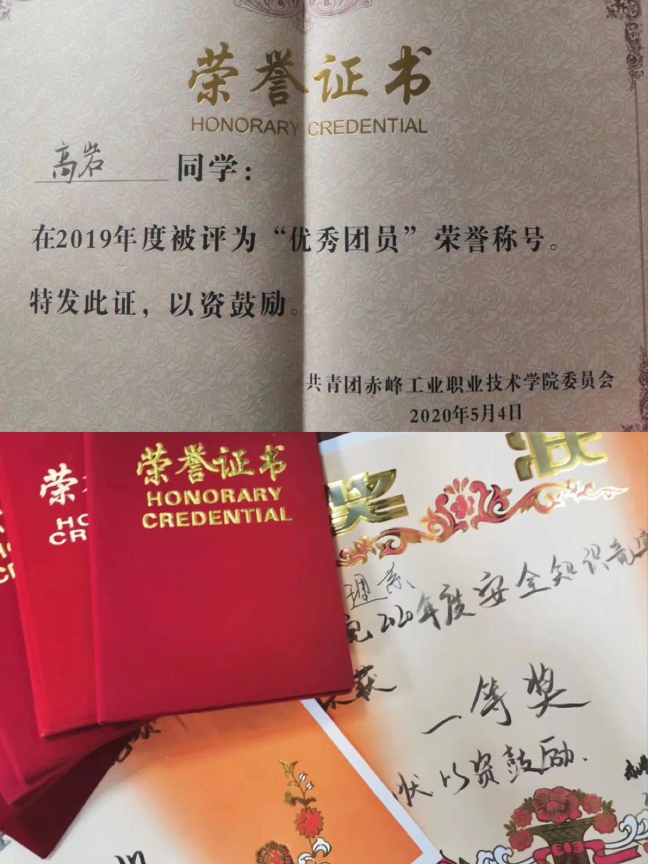 荣誉证书
HONORARY CREDENTIAL
高岩 同学：
在2019年度被评为“优秀团员”荣誉称号。
特发此证，以资鼓励。
共青团赤峰工业职业技术学院委员会
2020年5月4日
荣誉证书
HONORARY
CREDENTIAL
荣
HO
CR
奖
年度安全知识竞
获
一等奖
状以资鼓励.